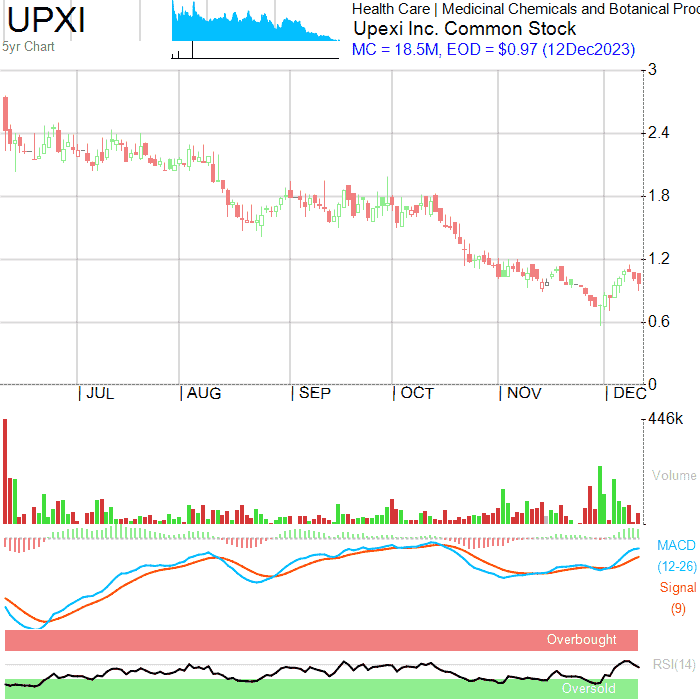 UPXI
5yr Chart
Health Care | Medicinal Chemicals and Botanical Proc
Upexi Inc. Common Stock
MC = 18.5M, EOD = $0.97 (12Dec2023)
3
2.4
1.8
1.2
0.6
0
| JUL | AUG | SEP | OCT | NOV | DEC
446k
Volume
MACD
(12-26)
Signal
(9)
Overbought
RSI(14)
Oversold